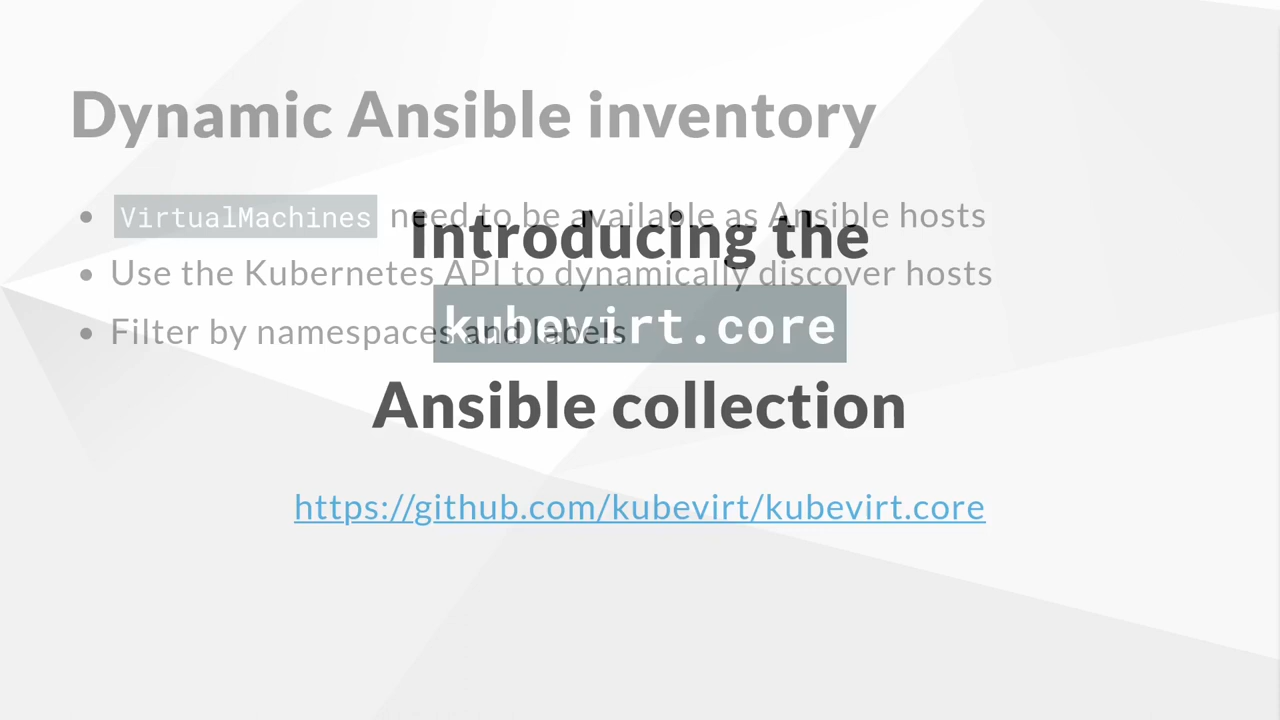 Dynamic Ansible inventory
VirtualMachines need to be available as Ansible hosts
Use the Kubernetes API to dynamically discover hosts
Filter by namespaces and labels
Introducing the
kubevirt.core
Ansible collection
https://github.com/kubevirt/kubevirt.core